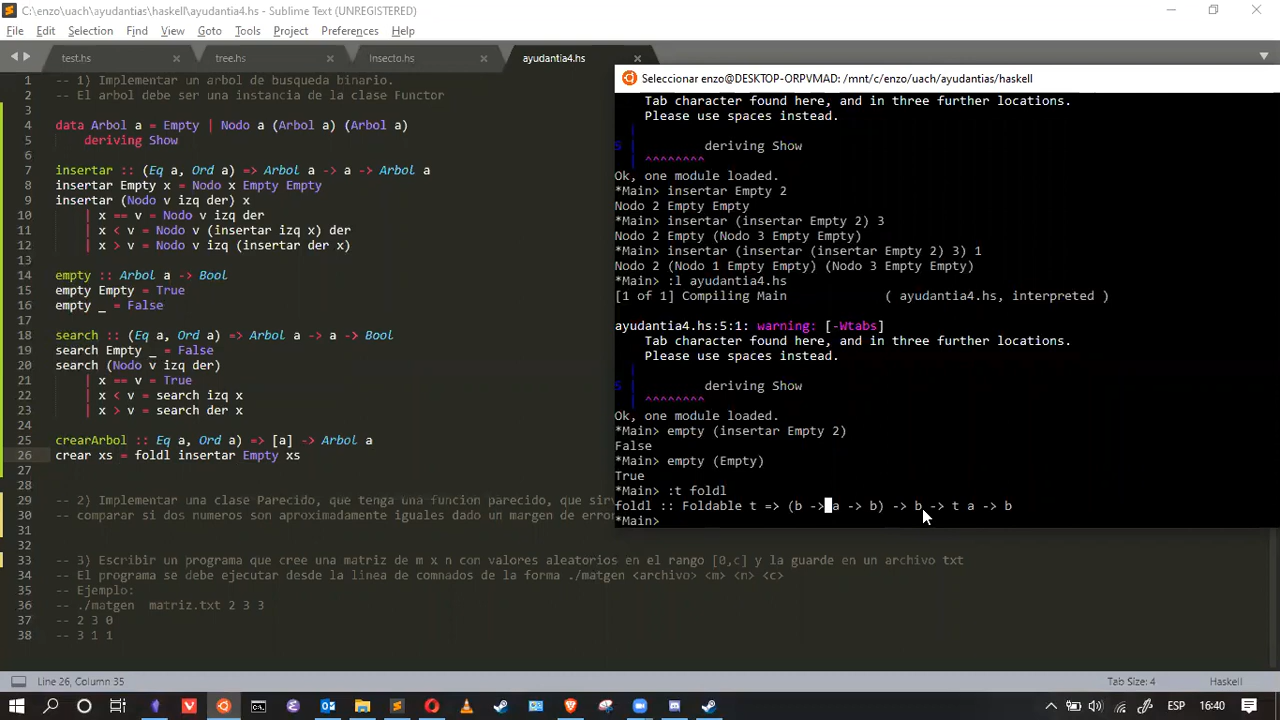 C:\enzo\uach\ayudantias\haskell\ayudantia4.hs - Sublime Text (UNREGISTERED)
File Edit Selection Find View Goto Tools Project Preferences Help
test.hs tree.hs Insecto.hs ayudantia4.hs
1 -- 1) Implementar un arbol de busqueda binario.
2 -- El arbol debe ser una instancia de la clase Functor
3
4 data Arbol a = Empty | Nodo a (Arbol a) (Arbol a)
5 deriving Show
6
7 insertar :: (Eq a, Ord a) => Arbol a -> a -> Arbol a
8 insertar Empty x = Nodo x Empty Empty
9 insertar (Nodo v izq der) x
10 | x == v = Nodo v izq der
11 | x < v = Nodo v (insertar izq x) der
12 | x > v = Nodo v izq (insertar der x)
13
14 empty :: Arbol a -> Bool
15 empty Empty = True
16 empty _ = False
17
18 search :: (Eq a, Ord a) => Arbol a -> a -> Bool
19 search Empty _ = False
20 search (Nodo v izq der)
21 | x == v = True
22 | x < v = search izq x
23 | x > v = search der x
24
25 crearArbol :: Eq a, Ord a) => [a] -> Arbol a
26 crear xs = foldl insertar Empty xs
27
28
29 -- 2) Implementar una clase Parecido, que tenga una funcion parecido, que sir
30 -- comparar si dos numeros son aproximadamente iguales dado un margen de error
31
32
33 -- 3) Escribir un programa que cree una matriz de m x n con valores aleatorios en el rango [0,c] y la guarde en un archivo txt
34 -- El programa se debe ejecutar desde la linea de comnados de la forma ./matgen <archivo> <m> <n> <c>
35 -- Ejemplo:
36 -- ./matgen matriz.txt 2 3 3
37 -- 2 3 0
38 -- 3 1 1
Seleccionar enzo@DESKTOP-ORPVMAD: /mnt/c/enzo/uach/ayudantias/haskell
Tab character found here, and in three further locations.
Please use spaces instead.
|
5 | deriving Show
| ^^^^^^^^
Ok, one module loaded.
*Main> insertar Empty 2
Nodo 2 Empty Empty
*Main> insertar (insertar Empty 2) 3
Nodo 2 Empty (Nodo 3 Empty Empty)
*Main> insertar (insertar (insertar Empty 2) 3) 1
Nodo 2 (Nodo 1 Empty Empty) (Nodo 3 Empty Empty)
*Main> :l ayudantia4.hs
[1 of 1] Compiling Main ( ayudantia4.hs, interpreted )
ayudantia4.hs:5:1: warning: [-Wtabs]
Tab character found here, and in three further locations.
Please use spaces instead.
|
5 | deriving Show
| ^^^^^^^^
Ok, one module loaded.
*Main> empty (insertar Empty 2)
False
*Main> empty (Empty)
True
*Main> :t foldl
foldl :: Foldable t => (b -> a -> b) -> b -> t a -> b
*Main>
Line 26, Column 35 Tab Size: 4 Haskell
ESP 16:40